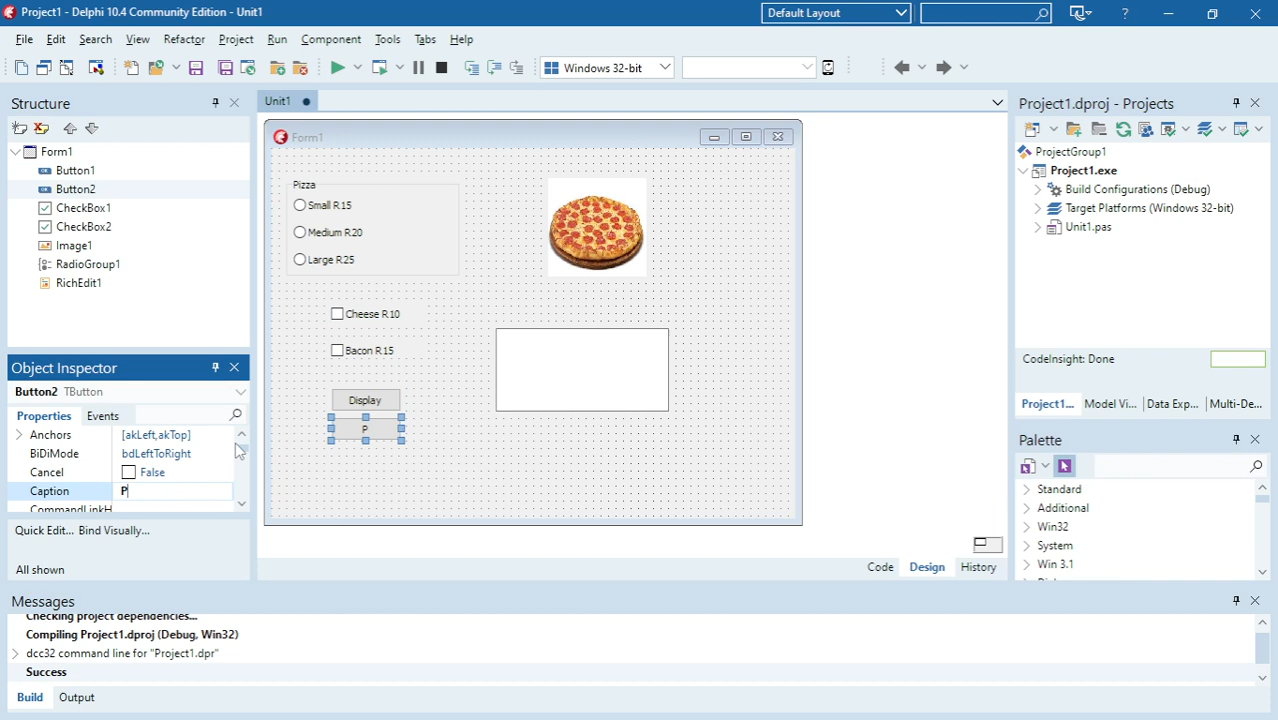 Project1 - Delphi 10.4 Community Edition - Unit1
Default Layout
?
File Edit Search View Refactor Project Run Component Tools Tabs Help
Windows 32-bit
Structure
Form1
Button1
Button2
CheckBox1
CheckBox2
Image1
RadioGroup1
RichEdit1
Object Inspector
Button2 TButton
Properties Events
Anchors [akLeft,akTop]
BiDiMode bdLeftToRight
Cancel False
Caption P
CommandLinkH
Quick Edit... Bind Visually...
All shown
Unit1
Form1
Pizza
Small R15
Medium R20
Large R25
Cheese R10
Bacon R15
Display
P
Code Design History
Project1.dproj - Projects
ProjectGroup1
Project1.exe
Build Configurations (Debug)
Target Platforms (Windows 32-bit)
Unit1.pas
CodeInsight: Done
Project1... Model Vi... Data Exp... Multi-De...
Palette
Standard
Additional
Win32
System
Win 3.1
Messages
Checking project dependencies...
Compiling Project1.dproj (Debug, Win32)
dcc32 command line for "Project1.dpr"
Success
Build Output